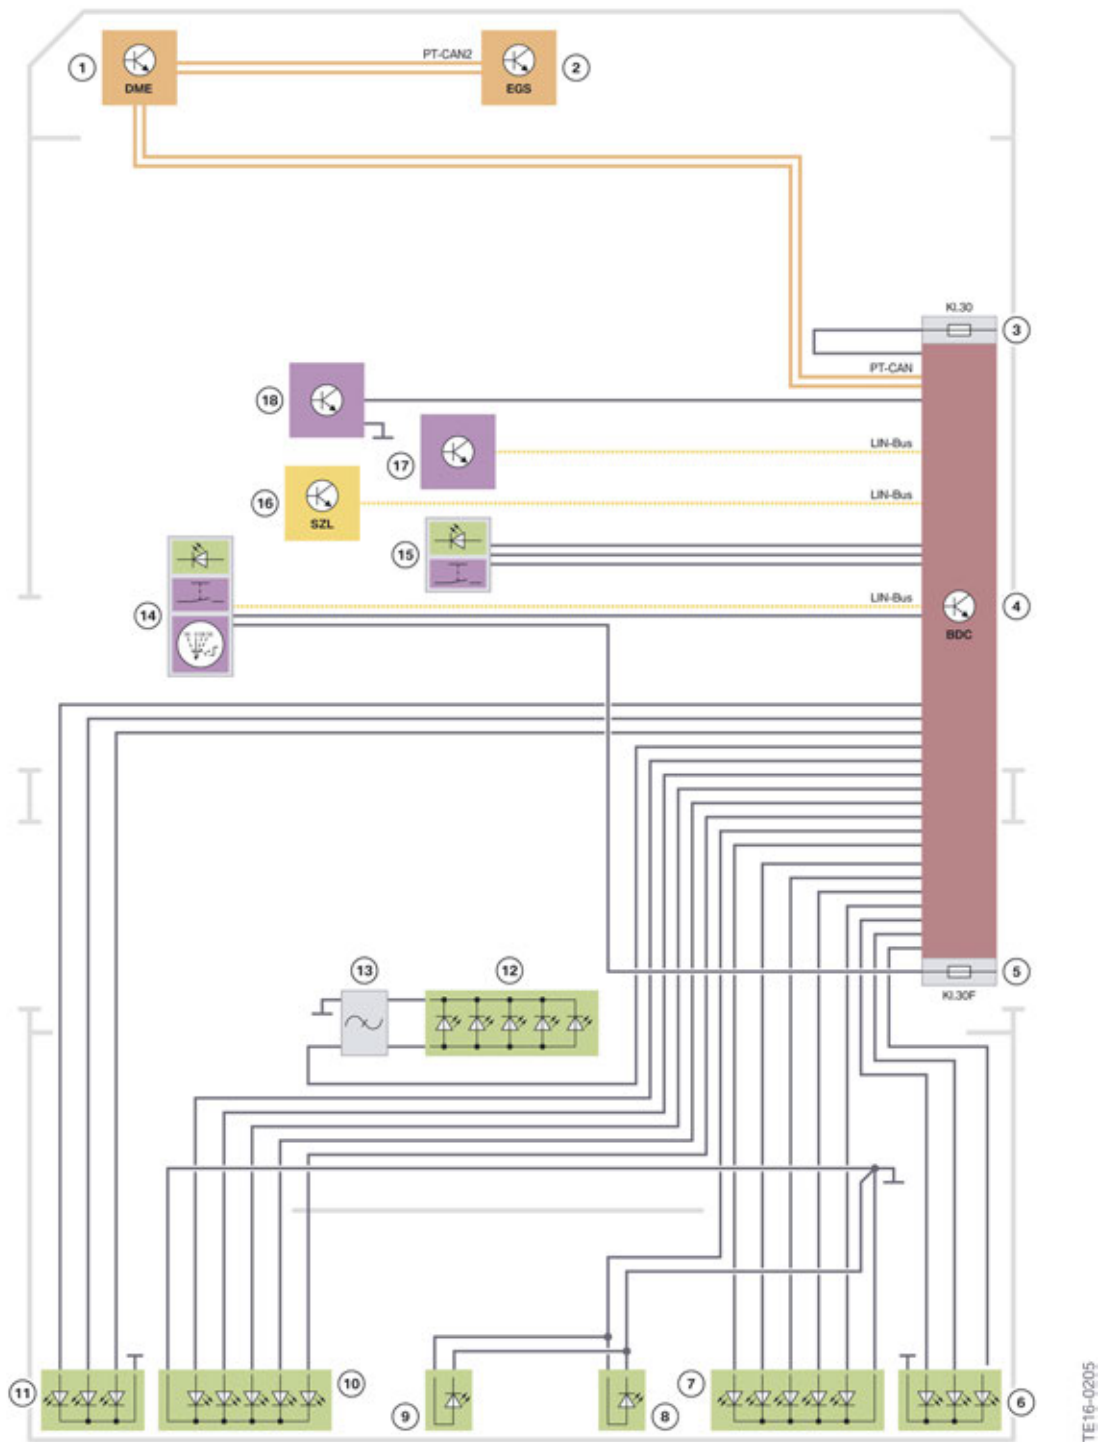 1
DME
PT-CAN2
EGS
2
Kl.30
3
PT-CAN
18
17
LIN-Bus
16
SZL
LIN-Bus
15
14
LIN-Bus
BDC
4
13
12
5
Kl.30F
11
10
9
8
7
6
TE16-0205